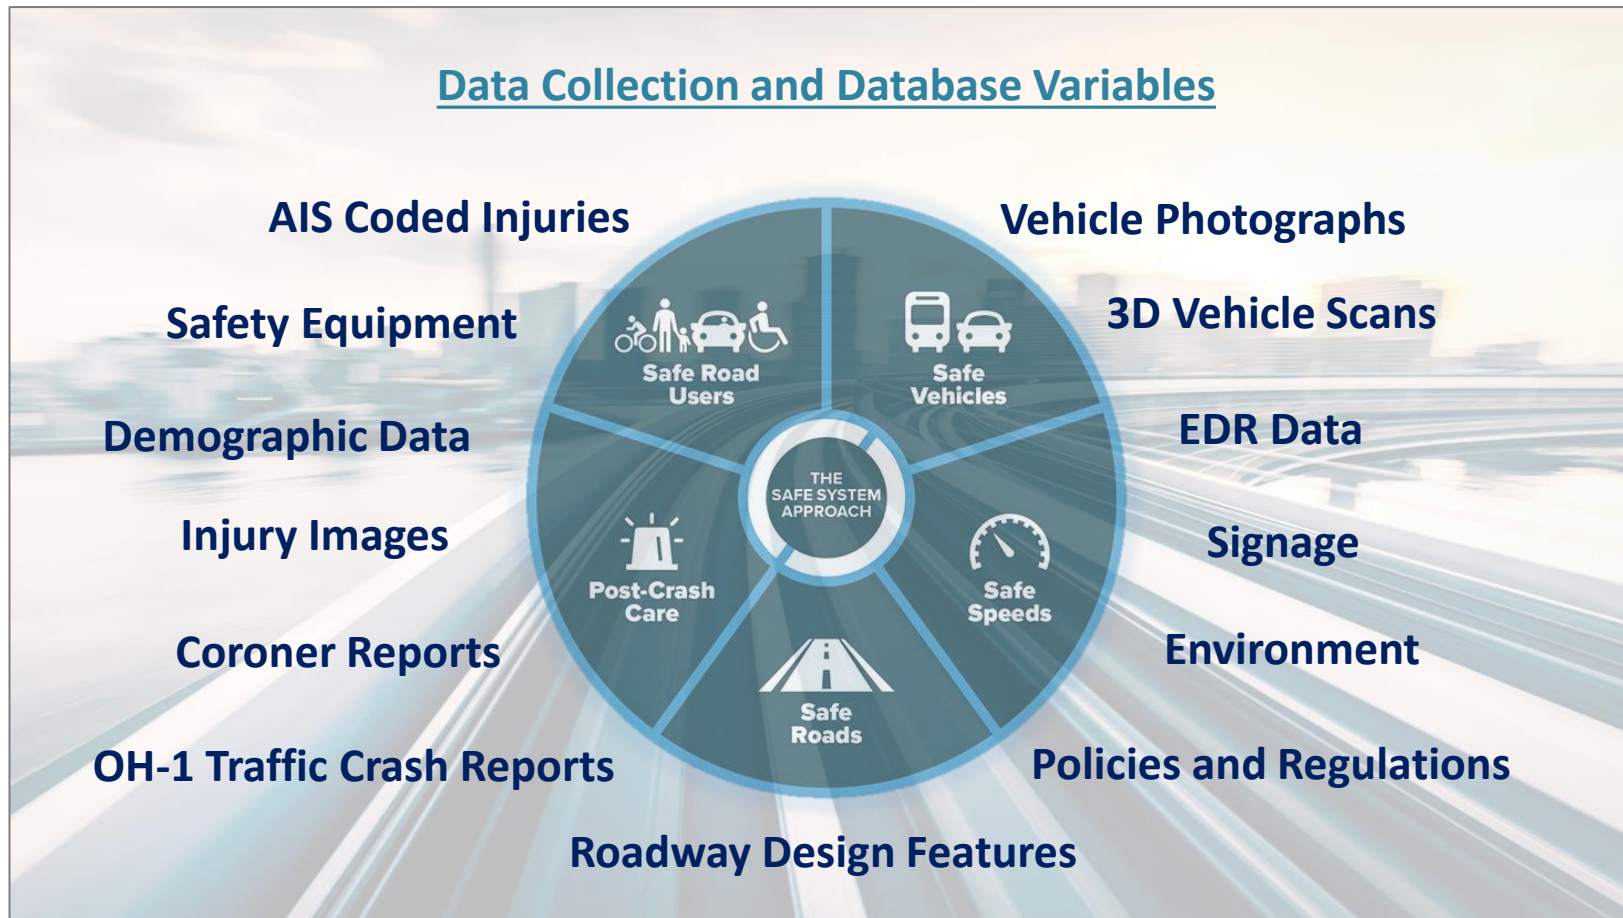 Data Collection and Database Variables
AIS Coded Injuries
Vehicle Photographs
Safety Equipment
3D Vehicle Scans
Demographic Data
EDR Data
Injury Images
Signage
Coroner Reports
Environment
OH-1 Traffic Crash Reports
Policies and Regulations
Roadway Design Features
Safe Road
Users
Safe
Vehicles
THE
SAFE SYSTEM
APPROACH
Post-Crash
Care
Safe
Speeds
Safe
Roads